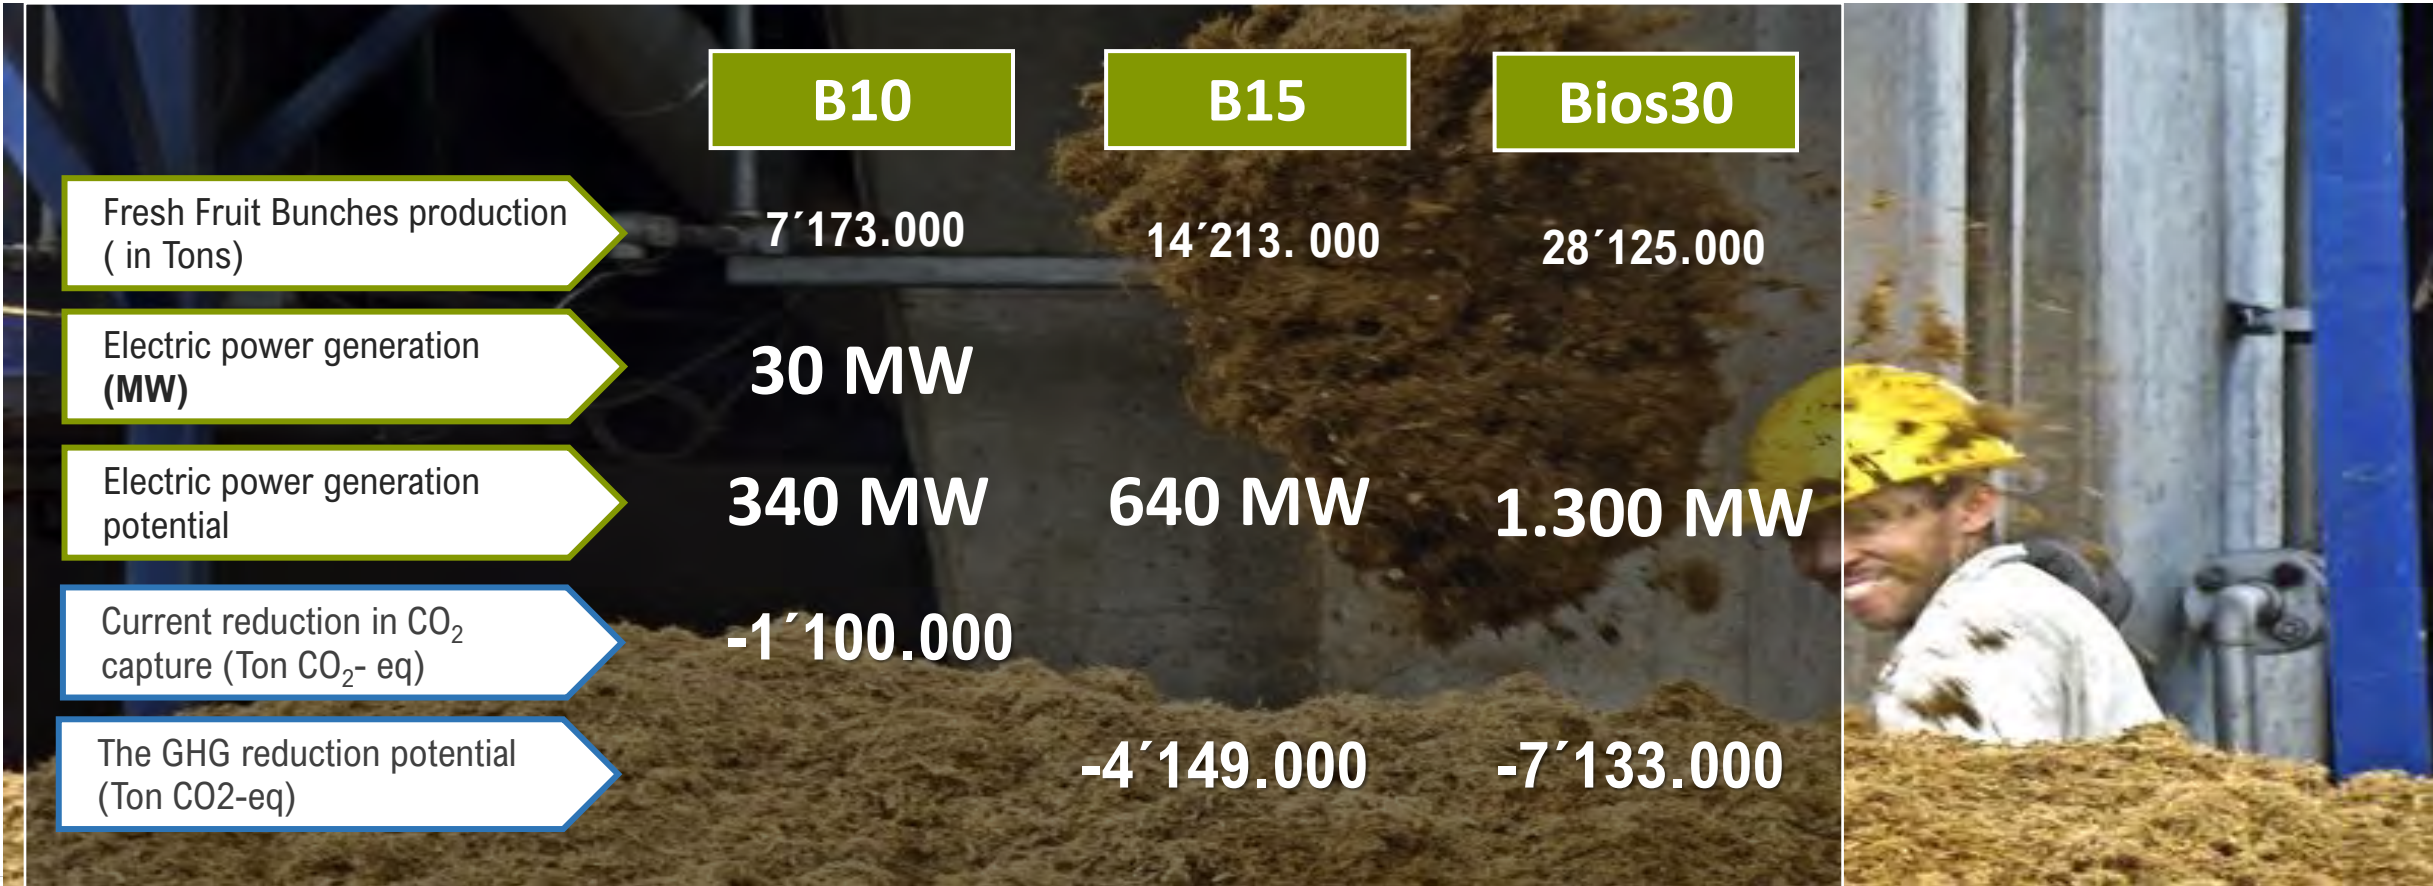 B10 B15 Bios30
Fresh Fruit Bunches production
( in Tons)
7´173.000 14´213. 000 28´125.000
Electric power generation
(MW)
30 MW
Electric power generation
potential
340 MW 640 MW 1.300 MW
Current reduction in CO₂
capture (Ton CO₂- eq)
-1´100.000
The GHG reduction potential
(Ton CO2-eq)
-4´149.000 -7´133.000